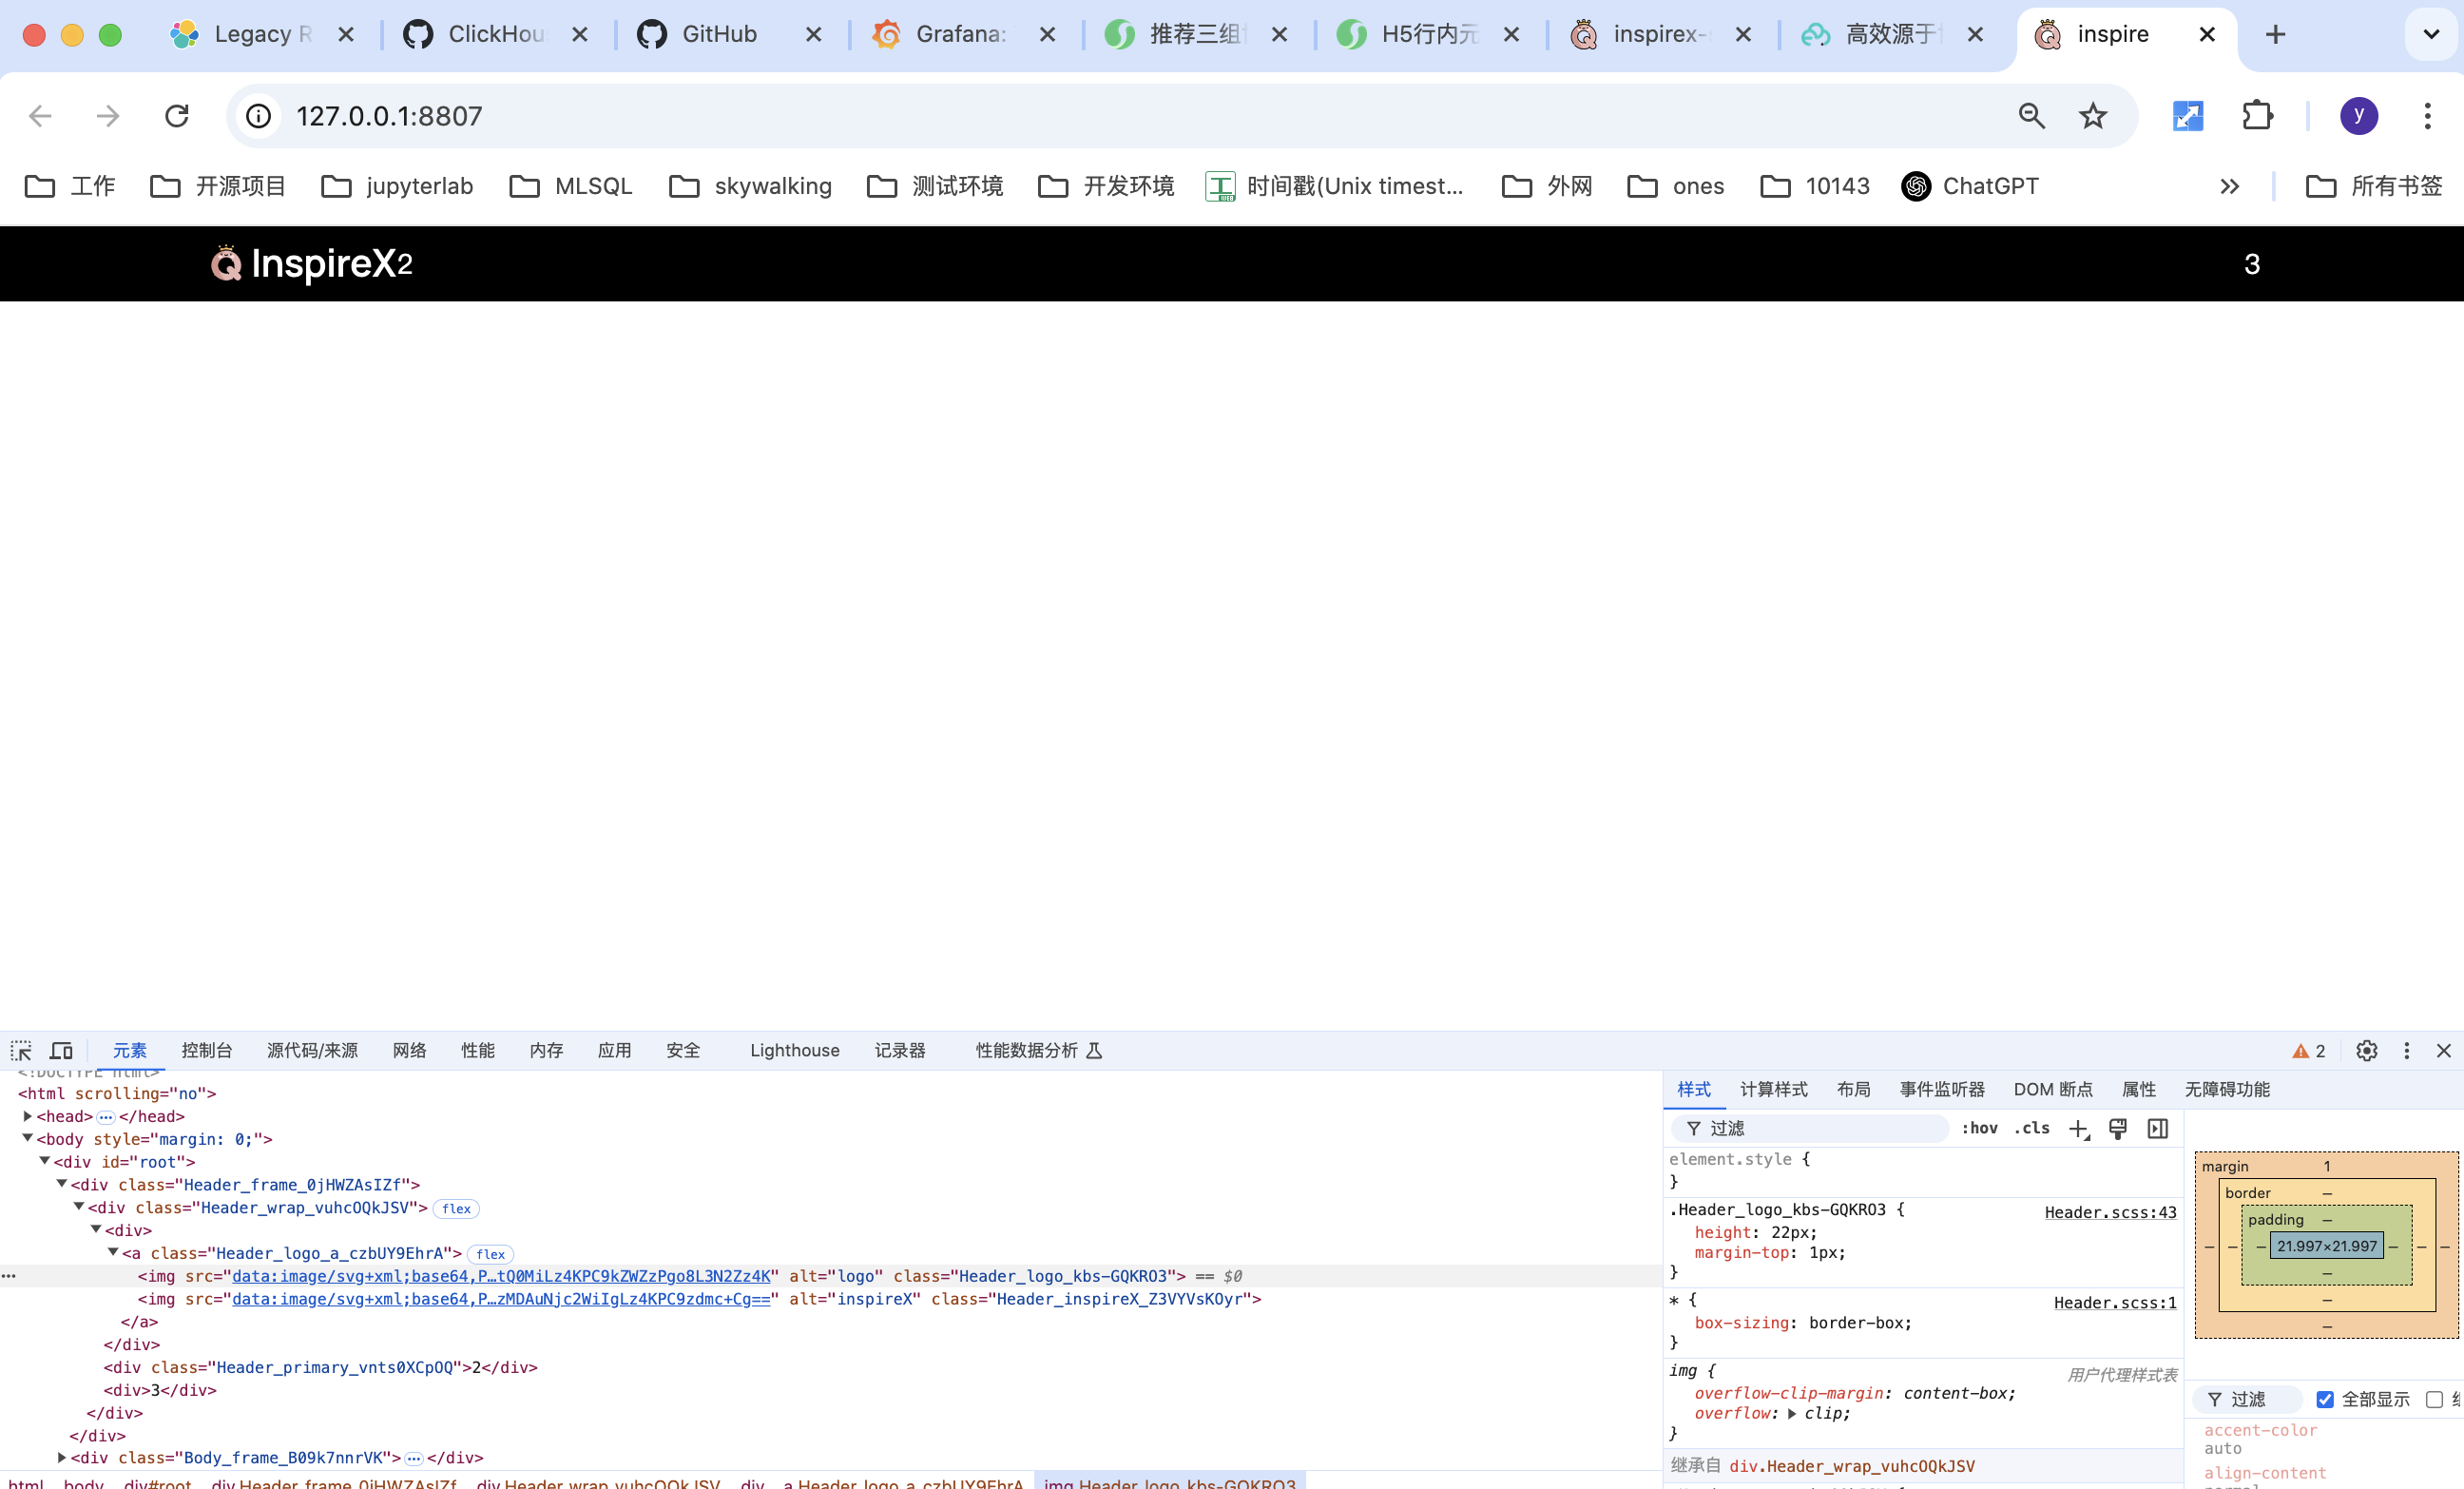 Legacy R
ClickHou
GitHub
Grafana:
推荐三组
H5行内元
inspirex-
高效源于
inspire
127.0.0.1:8807
y
工作
开源项目
jupyterlab
MLSQL
skywalking
测试环境
开发环境
时间戳(Unix timest...
外网
ones
10143
ChatGPT
所有书签
InspireX2
3
元素 控制台 源代码/来源 网络 性能 内存 应用 安全 Lighthouse 记录器 性能数据分析 2
<!DOCTYPE html>
<html scrolling="no">
<head> … </head>
<body style="margin: 0;">
<div id="root">
<div class="Header_frame_0jHWZAsIZf">
<div class="Header_wrap_vuhcOQkJSV"> flex
<div>
<a class="Header_logo_a_czbUY9EhrA"> flex
<img src="data:image/svg+xml;base64,P…tQ0MiLz4KPC9kZWZzPgo8L3N2Zz4K" alt="logo" class="Header_logo_kbs-GQKRO3"> == $0
<img src="data:image/svg+xml;base64,P…zMDAuNjc2WiIgLz4KPC9zdmc+Cg==" alt="inspireX" class="Header_inspireX_Z3VYVsKOyr">
</a>
</div>
<div class="Header_primary_vnts0XCpOQ">2</div>
<div>3</div>
</div>
</div>
<div class="Body_frame_B09k7nnrVK"> … </div>
html body div#root div.Header_frame_0jHWZAsIZf div.Header_wrap_vuhcOQkJSV div a.Header_logo_a_czbUY9EhrA img.Header_logo_kbs-GQKRO3
样式 计算样式 布局 事件监听器 DOM 断点 属性 无障碍功能
过滤 :hov .cls
element.style {
}
.Header_logo_kbs-GQKRO3 { Header.scss:43
height: 22px;
margin-top: 1px;
}
* { Header.scss:1
box-sizing: border-box;
}
img { 用户代理样式表
overflow-clip-margin: content-box;
overflow: clip;
}
继承自 div.Header_wrap_vuhcOQkJSV
margin 1
border –
padding –
– – – 21.997×21.997 – – –
–
–
–
过滤 全部显示
accent-color
auto
align-content
normal